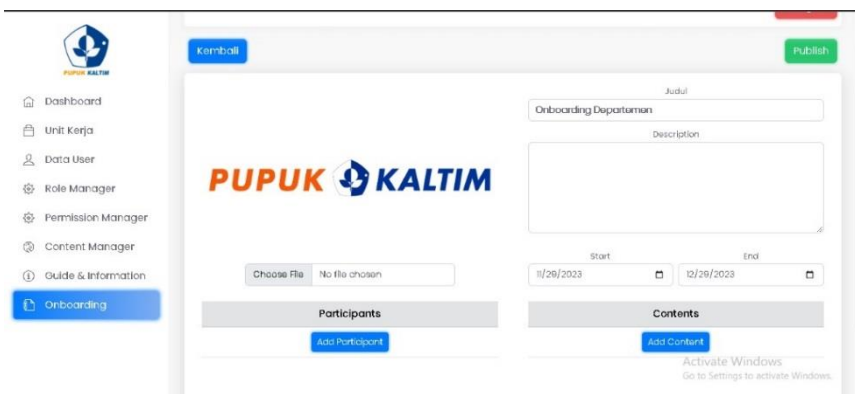 Kembali
Publish
PUPUK KALTIM
Dashboard
Unit Kerja
Data User
Role Manager
Permission Manager
Content Manager
Guide & Information
Onboarding
PUPUK KALTIM
Choose File No file chosen
Participants
Add Participant
Judul
Onboarding Departemen
Description
Start End
11/29/2023 12/29/2023
Contents
Add Content
Activate Windows
Go to Settings to activate Windows.